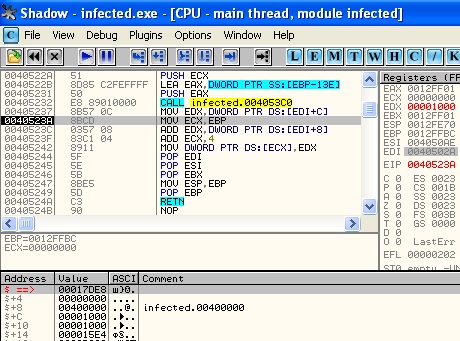 Shadow - infected.exe - [CPU - main thread, module infected]
C File View Debug Plugins Options Window Help
L E M T W H C / K
0040522A 51 PUSH ECX
0040522B 8D85 C2FEFFFF LEA EAX,DWORD PTR SS:[EBP-13E]
00405231 50 PUSH EAX
00405232 E8 89010000 CALL infected.004053C0
00405237 8B57 0C MOV EDX,DWORD PTR DS:[EDI+C]
0040523A 8BCD MOV ECX,EBP
0040523C 0357 08 ADD EDX,DWORD PTR DS:[EDI+8]
0040523F 83C1 04 ADD ECX,4
00405242 8911 MOV DWORD PTR DS:[ECX],EDX
00405244 5F POP EDI
00405245 5E POP ESI
00405246 5B POP EBX
00405247 8BE5 MOV ESP,EBP
00405249 5D POP EBP
0040524A C3 RETN
0040524B 90 NOP
Registers (FF
EAX 0012FF01
ECX 0012FF01
EDX 00001000
EBX 00000000
ESP 0012FE70
EBP 0012FFBC
ESI 004050AE
EDI 0040502A
EIP 0040523A
C 0 ES 0023
P 0 CS 001B
A 0 SS 0023
Z 0 DS 0023
S 0 FS 003B
T 0 GS 0000
D 0
O 0 LastErr
EFL 00000202
ST0 empty -UN
EBP=0012FFBC
ECX=00000000
Address Value ASCI Comment
$ ==> 00017DE8
$+4 00000000 ....
$+8 00400000 ..@. infected.00400000
$+C 00001000
$+10 00001000
$+14 000015E4